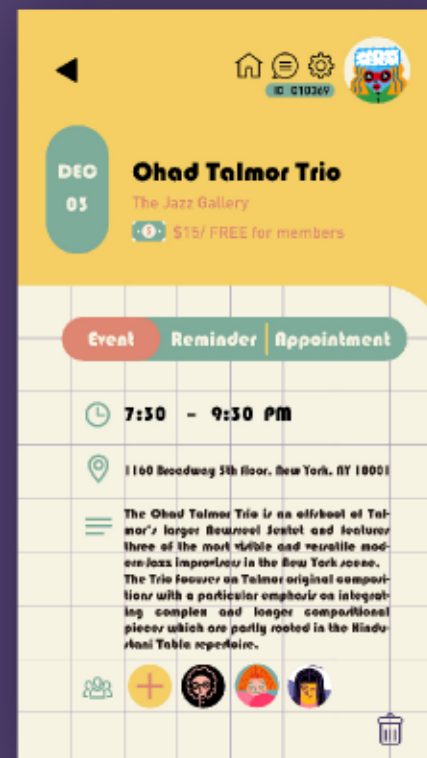 ID C10369
DEC
03
Ohad Talmor Trio
The Jazz Gallery
$
$15/ FREE for members
Event
Reminder
Appointment
7:30 - 9:30 PM
1160 Broadway 5th floor, New York, NY 10001
The Ohad Talmor Trio is an offshoot of Tal-
mor's larger Newsreel Sextet and features
three of the most visible and versatile mod-
ern-Jazz improvisors in the New York scene.
The Trio focuses on Talmor original composi-
tions with a particular emphasis on integrat-
ing complex and longer compositional
pieces which are partly rooted in the Hindu-
stani Tabla repertoire.